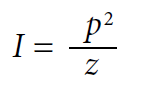 I = p²/z